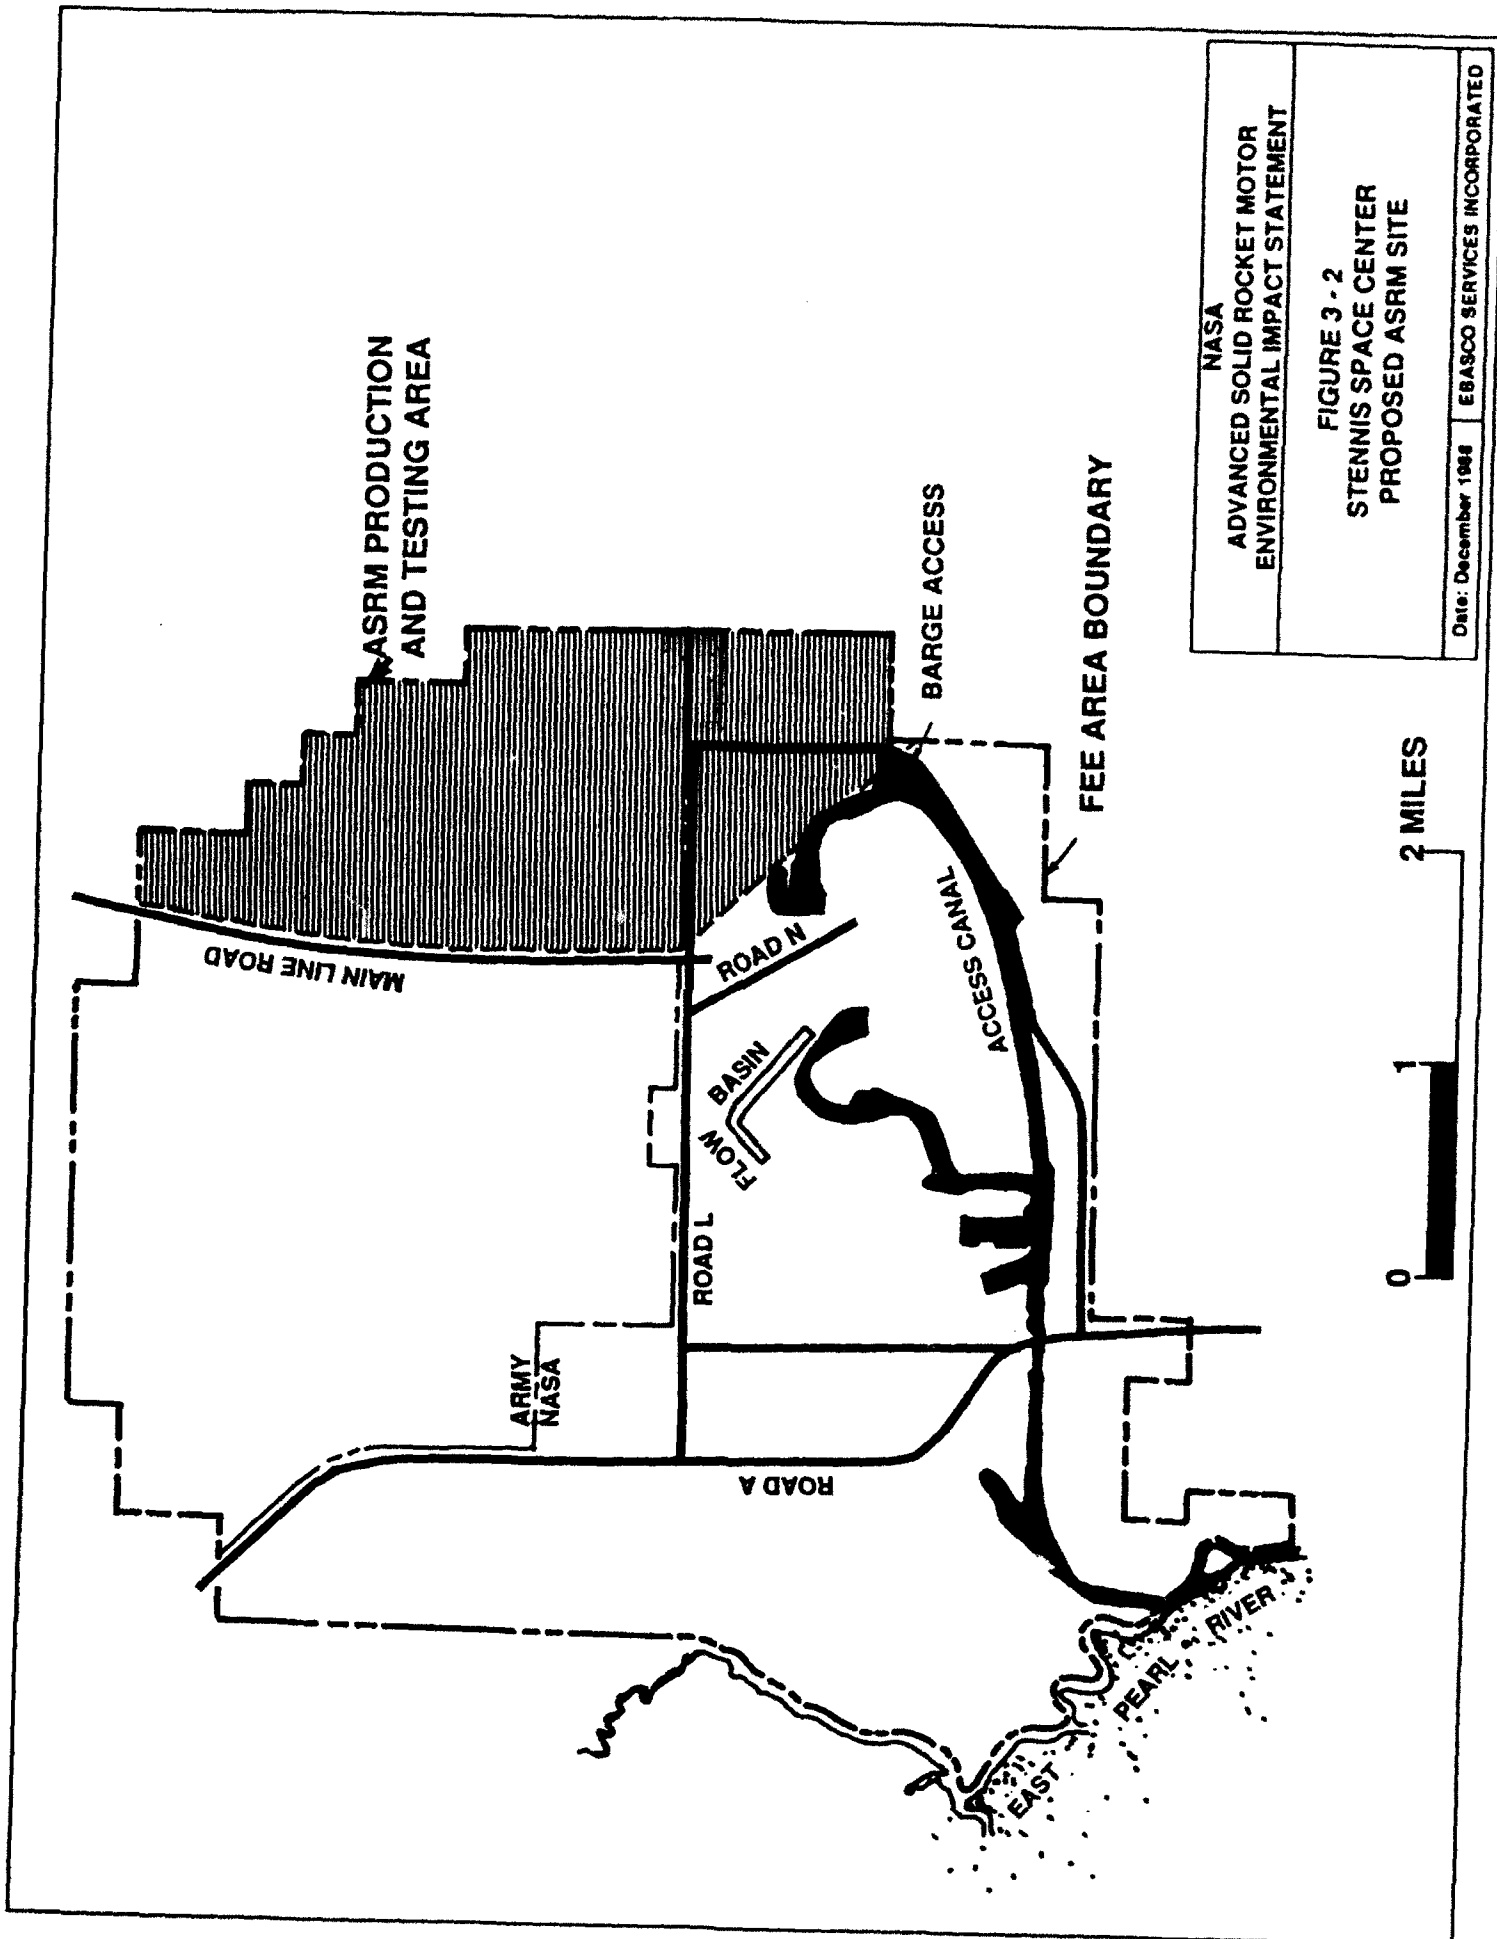 ASRM PRODUCTION
AND TESTING AREA
MAIN LINE ROAD
ROAD N
BARGE ACCESS
FEE AREA BOUNDARY
ACCESS CANAL
FLOW BASIN
ROAD L
ARMY
NASA
ROAD A
EAST PEARL RIVER
0 1 2 MILES
NASA
ADVANCED SOLID ROCKET MOTOR
ENVIRONMENTAL IMPACT STATEMENT
FIGURE 3 - 2
STENNIS SPACE CENTER
PROPOSED ASRM SITE
Date: December 1988
EBASCO SERVICES INCORPORATED